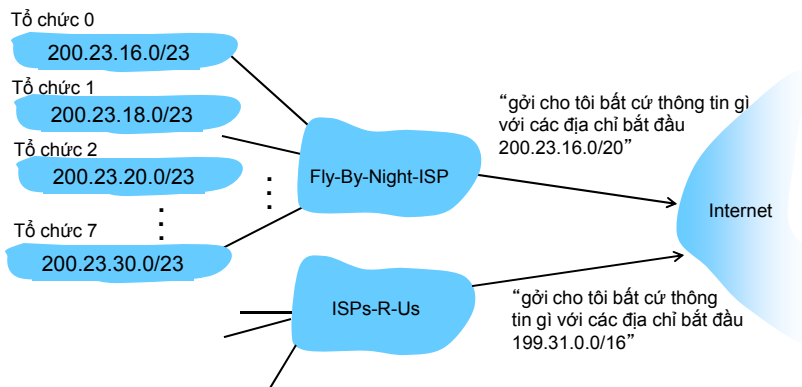 Tổ chức 0
200.23.16.0/23
Tổ chức 1
200.23.18.0/23
Tổ chức 2
200.23.20.0/23
Tổ chức 7
200.23.30.0/23
Fly-By-Night-ISP
ISPs-R-Us
“gởi cho tôi bất cứ thông tin gì
với các địa chỉ bắt đầu
200.23.16.0/20”
Internet
“gởi cho tôi bất cứ thông
tin gì với các địa chỉ bắt đầu
199.31.0.0/16”